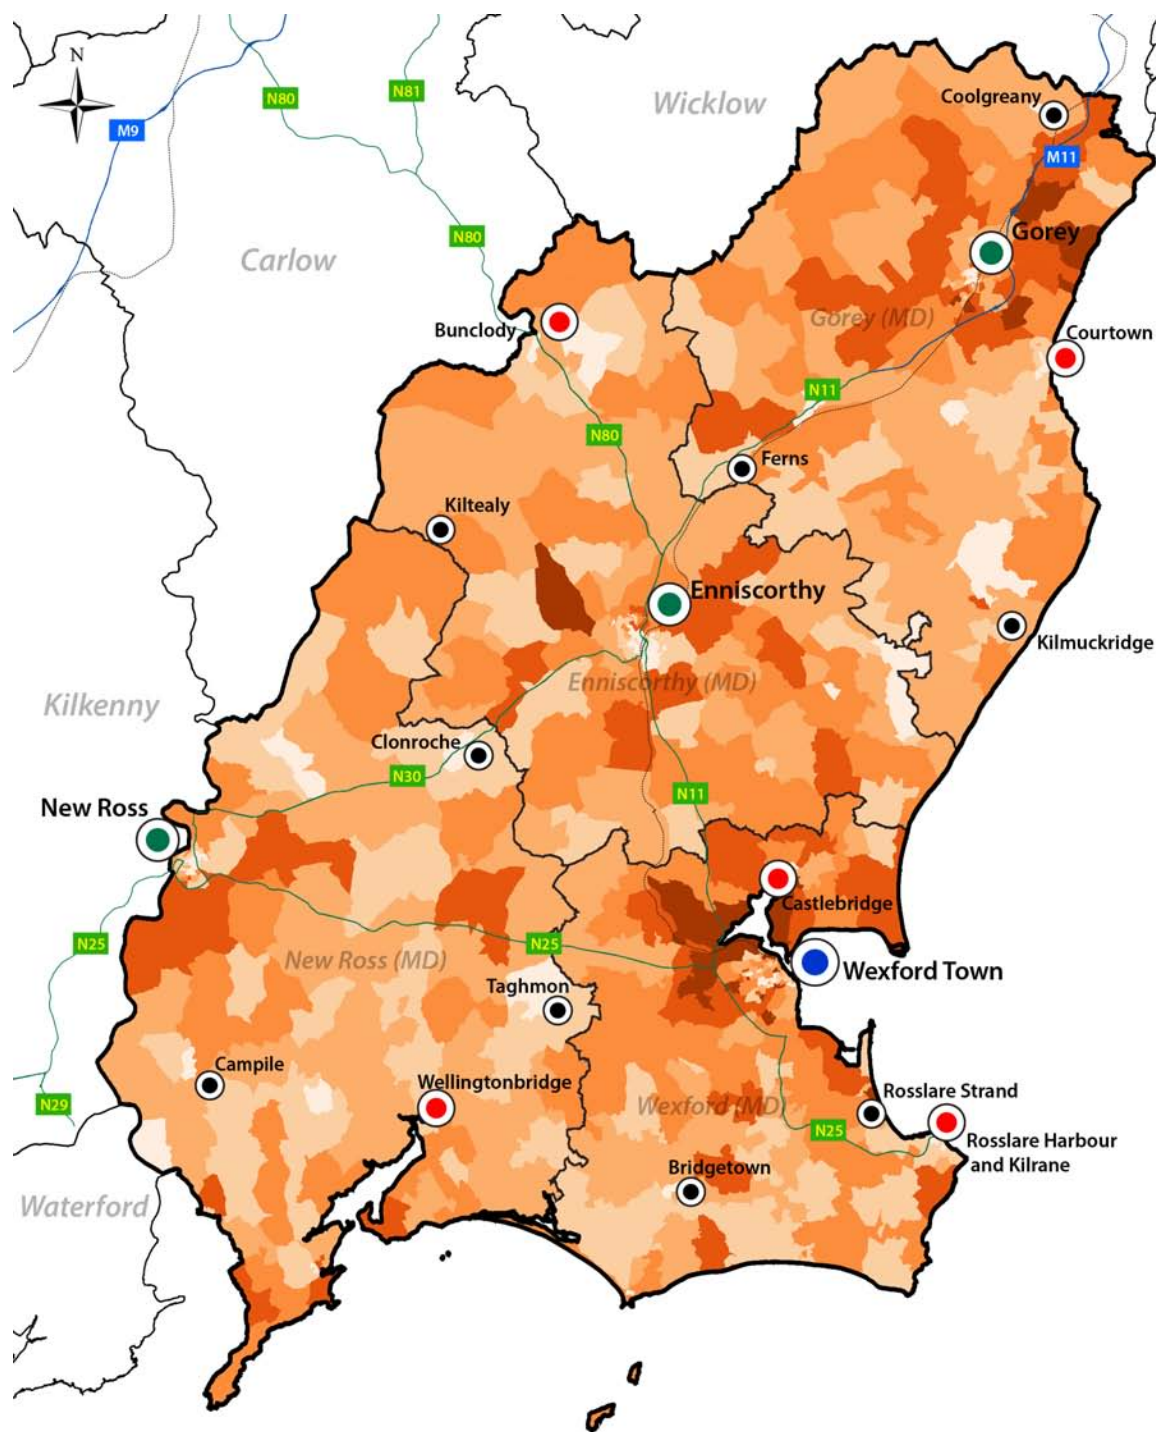 N
Coolgreany
N81
N80
Wicklow
M9
M11
Gorey
N80
Carlow
Gorey (MD)
Bunclody
Courtown
N11
N80
Ferns
Kiltealy
Enniscorthy
Kilmuckridge
Enniscorthy (MD)
Kilkenny
Clonroche
N30
N11
New Ross
Castlebridge
N25
N25
New Ross (MD)
Wexford Town
Taghmon
Campile
Wellingtonbridge
Rosslare Strand
N29
Wexford (MD)
N25
Rosslare Harbour
and Kilrane
Bridgetown
Waterford